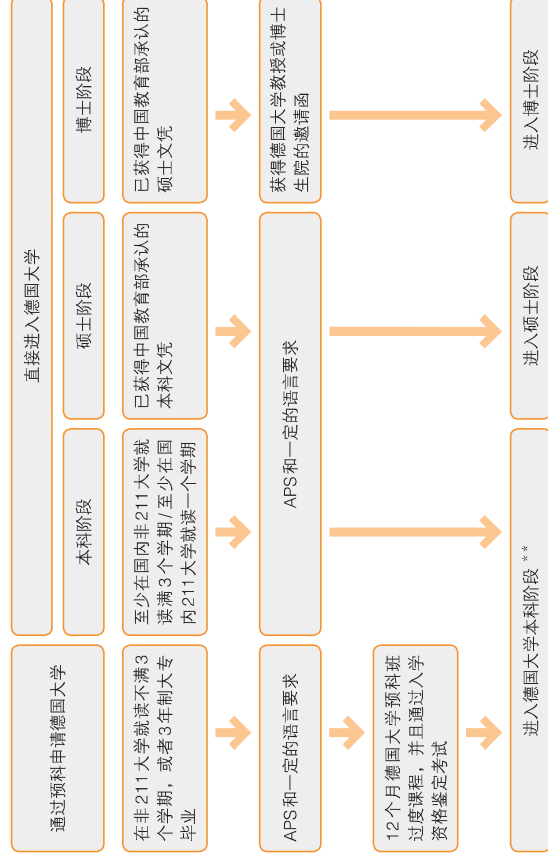 通过预科申请德国大学
直接进入德国大学
本科阶段
硕士阶段
博士阶段
在非211大学就读不满3
个学期，或者3年制大专
毕业
至少在国内非211大学就
读满3个学期/至少在国
内211大学就读一个学期
已获得中国教育部承认的
本科文凭
已获得中国教育部承认的
硕士文凭
APS和一定的语言要求
APS和一定的语言要求
获得德国大学教授或博士
生院的邀请函
12个月德国大学预科班
过度课程，并且通过入学
资格鉴定考试
进入德国大学本科阶段**
进入硕士阶段
进入博士阶段